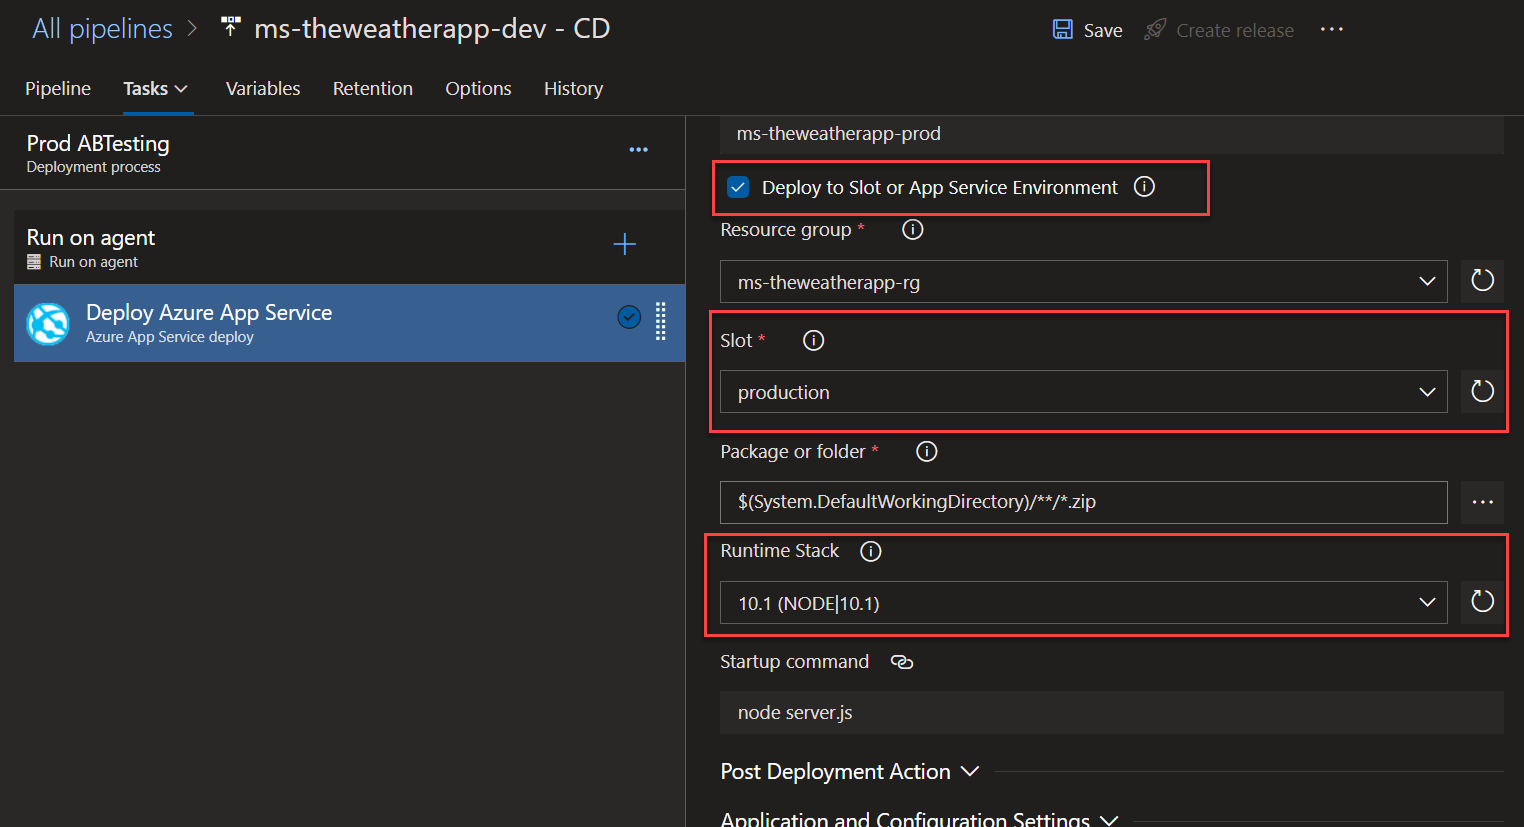 All pipelines > ms-theweatherapp-dev - CD
Save Create release ...
Pipeline Tasks Variables Retention Options History
Prod ABTesting
Deployment process
Run on agent
Run on agent
Deploy Azure App Service
Azure App Service deploy
ms-theweatherapp-prod
Deploy to Slot or App Service Environment
Resource group *
ms-theweatherapp-rg
Slot *
production
Package or folder *
$(System.DefaultWorkingDirectory)/**/*.zip
Runtime Stack
10.1 (NODE|10.1)
Startup command
node server.js
Post Deployment Action
Application and Configuration Settings